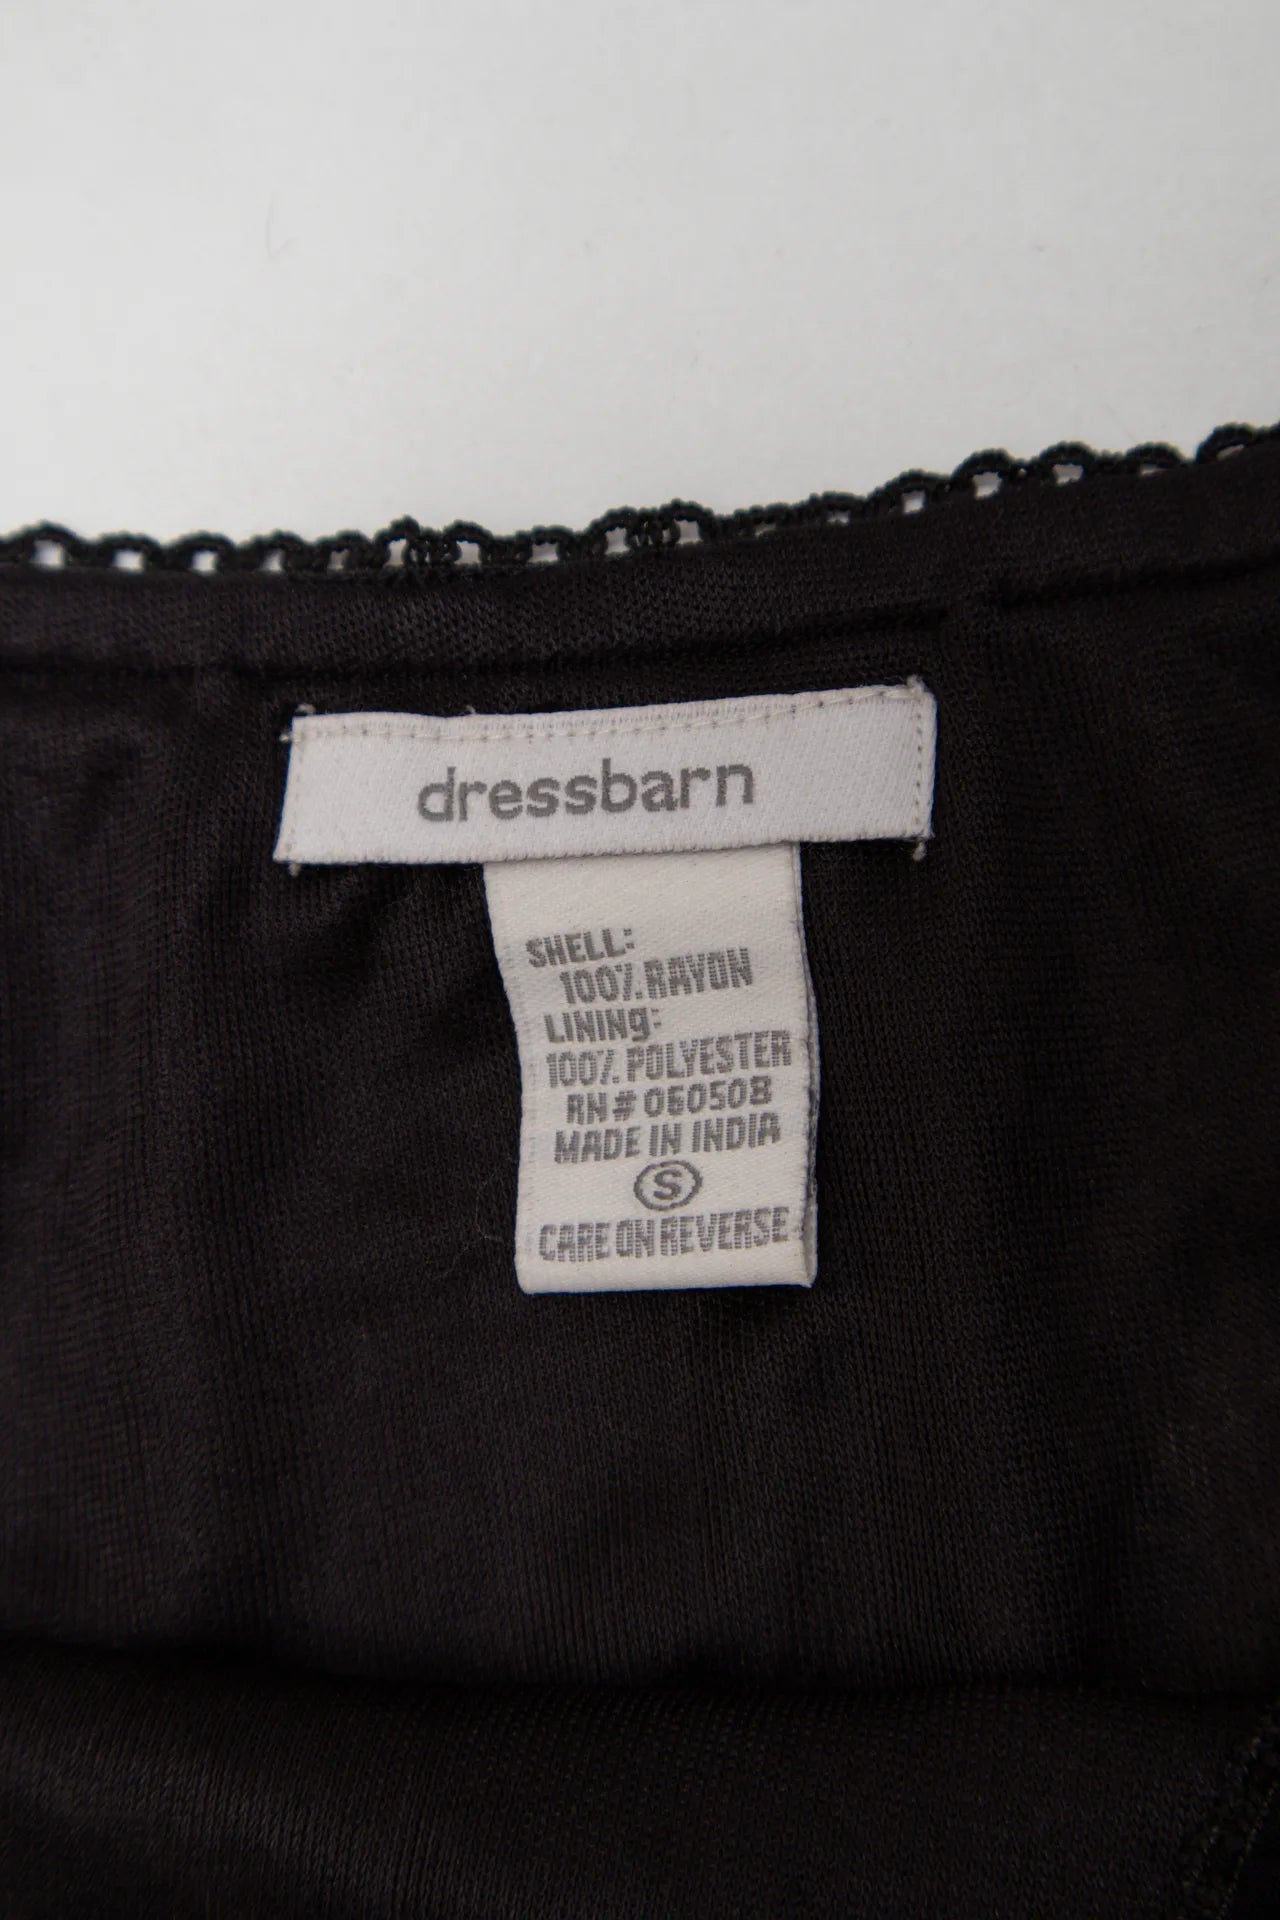 dressbarn
SHELL:
100% RAYON
LINING:
100% POLYESTER
RN# 060508
MADE IN INDIA
S
CARE ON REVERSE